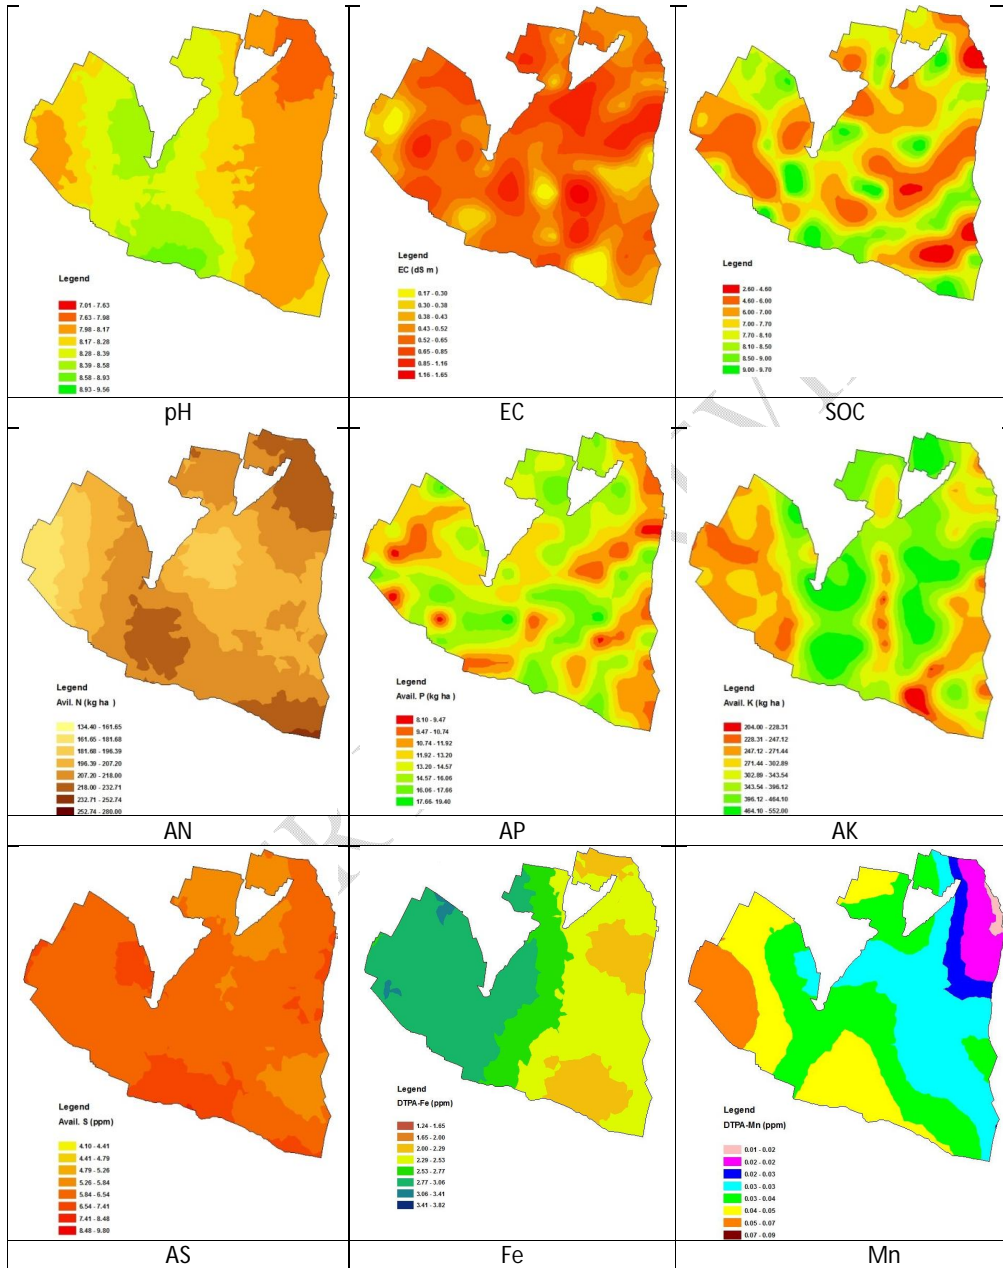 Legend
7.01 - 7.63
7.63 - 7.98
7.98 - 8.17
8.17 - 8.28
8.28 - 8.39
8.39 - 8.58
8.58 - 8.93
8.93 - 9.56
pH
Legend
EC (dS m )
0.17 - 0.30
0.30 - 0.38
0.38 - 0.43
0.43 - 0.52
0.52 - 0.65
0.65 - 0.85
0.85 - 1.16
1.16 - 1.65
EC
Legend
2.60 - 4.60
4.60 - 6.00
6.00 - 7.00
7.00 - 7.70
7.70 - 8.10
8.10 - 8.50
8.50 - 9.00
9.00 - 9.70
SOC
Legend
Avil. N (kg ha )
134.40 - 161.65
161.65 - 181.68
181.68 - 196.39
196.39 - 207.20
207.20 - 218.00
218.00 - 232.71
232.71 - 252.74
252.74 - 280.00
AN
Legend
Avail. P (kg ha )
8.10 - 9.47
9.47 - 10.74
10.74 - 11.92
11.92 - 13.20
13.20 - 14.57
14.57 - 16.06
16.06 - 17.66
17.66 - 19.40
AP
Legend
Avail. K (kg ha )
204.00 - 228.31
228.31 - 247.12
247.12 - 271.44
271.44 - 302.89
302.89 - 343.54
343.54 - 396.12
396.12 - 464.10
464.10 - 552.00
AK
Legend
Avail. S (ppm)
4.10 - 4.41
4.41 - 4.79
4.79 - 5.26
5.26 - 5.84
5.84 - 6.54
6.54 - 7.41
7.41 - 8.48
8.48 - 9.80
AS
Legend
DTPA-Fe (ppm)
1.24 - 1.65
1.65 - 2.00
2.00 - 2.29
2.29 - 2.53
2.53 - 2.77
2.77 - 3.06
3.06 - 3.41
3.41 - 3.82
Fe
Legend
DTPA-Mn (ppm)
0.01 - 0.02
0.02 - 0.02
0.02 - 0.03
0.03 - 0.03
0.03 - 0.04
0.04 - 0.05
0.05 - 0.07
0.07 - 0.09
Mn